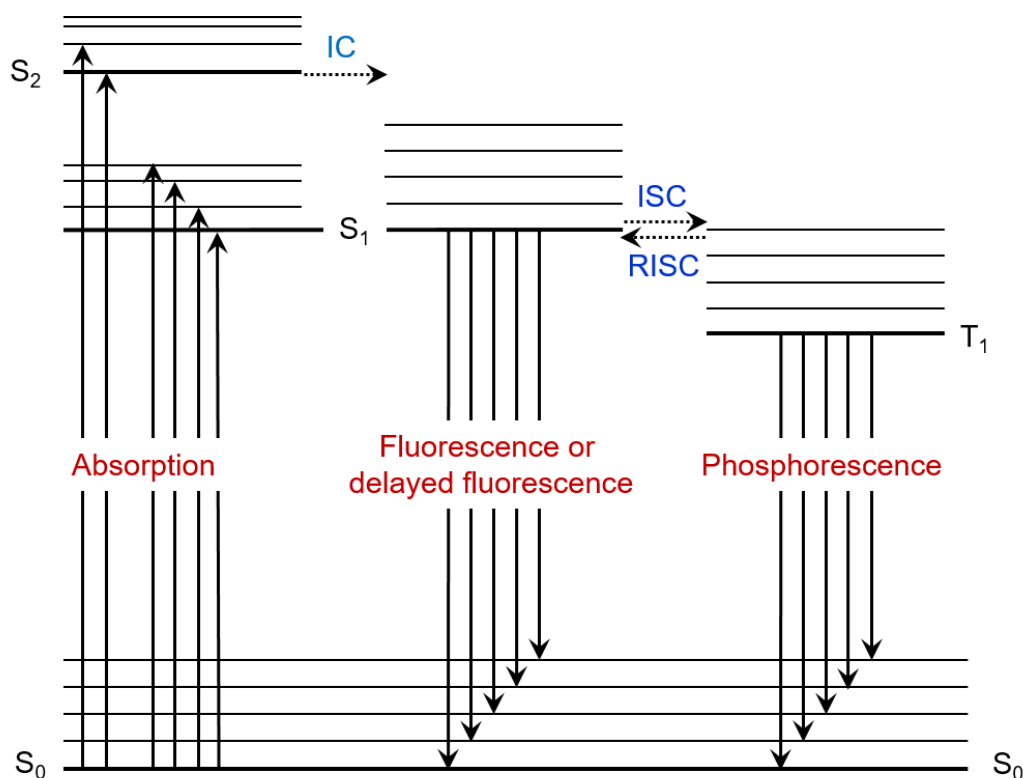 IC
S₂
ISC
S₁
RISC
T₁
Fluorescence or
delayed fluorescence
Absorption
Phosphorescence
S₀
S₀